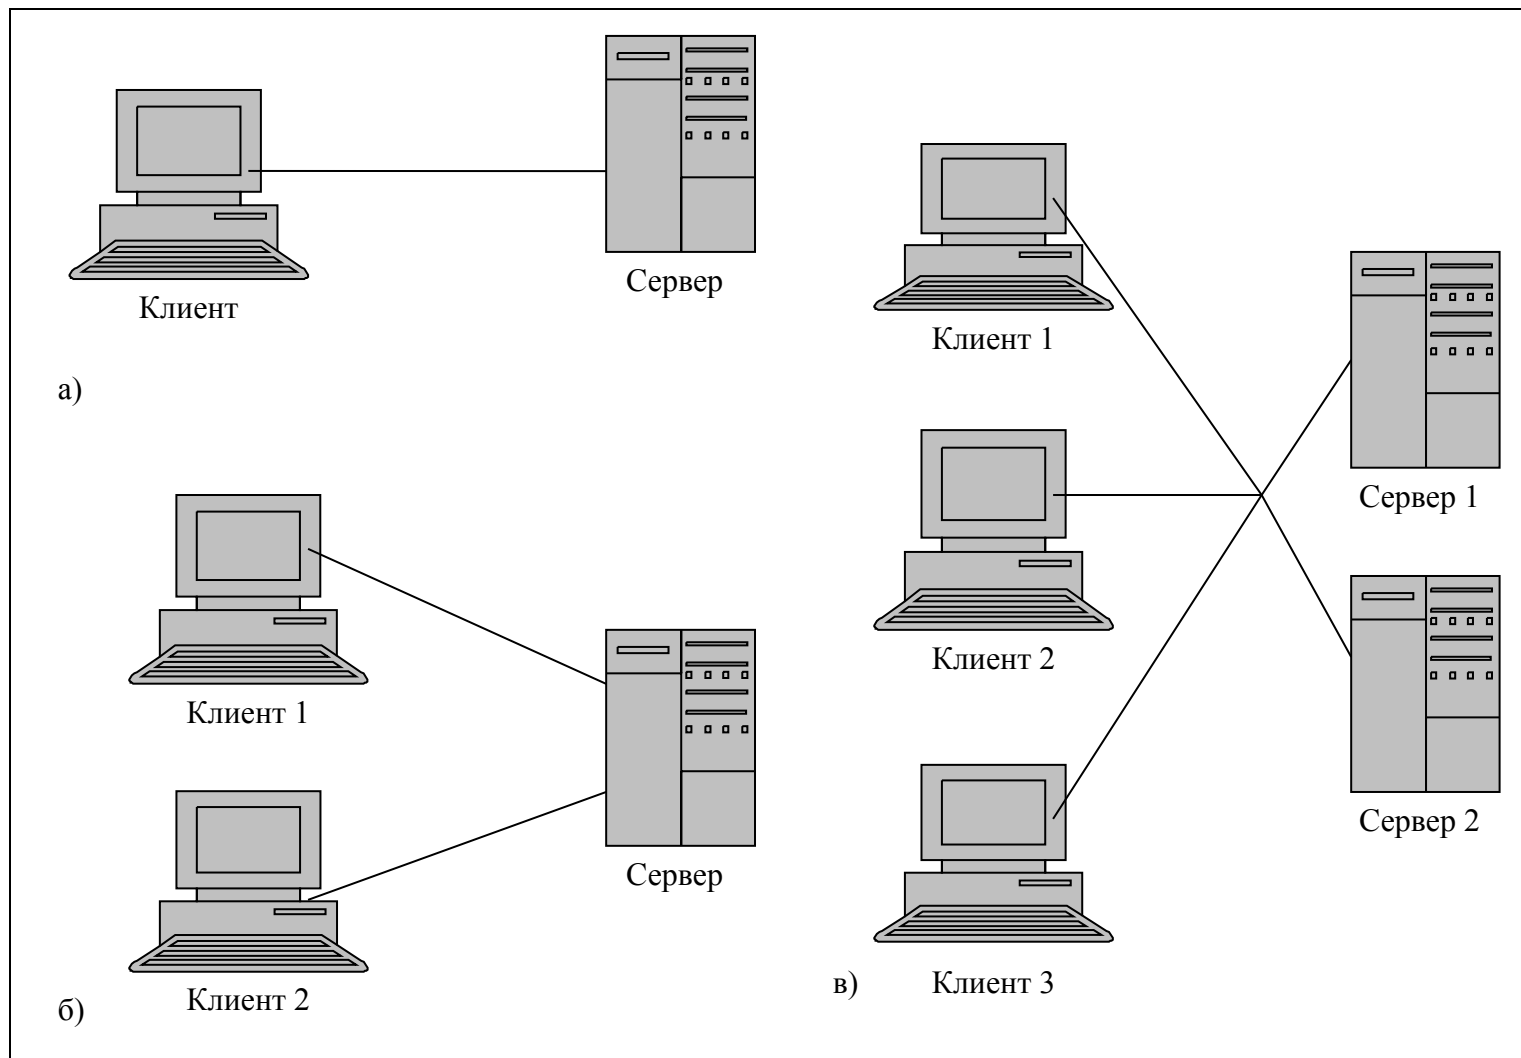 Клиент
Сервер
а)
Клиент 1
Клиент 2
Сервер
б)
Клиент 1
Клиент 2
Клиент 3
Сервер 1
Сервер 2
в)